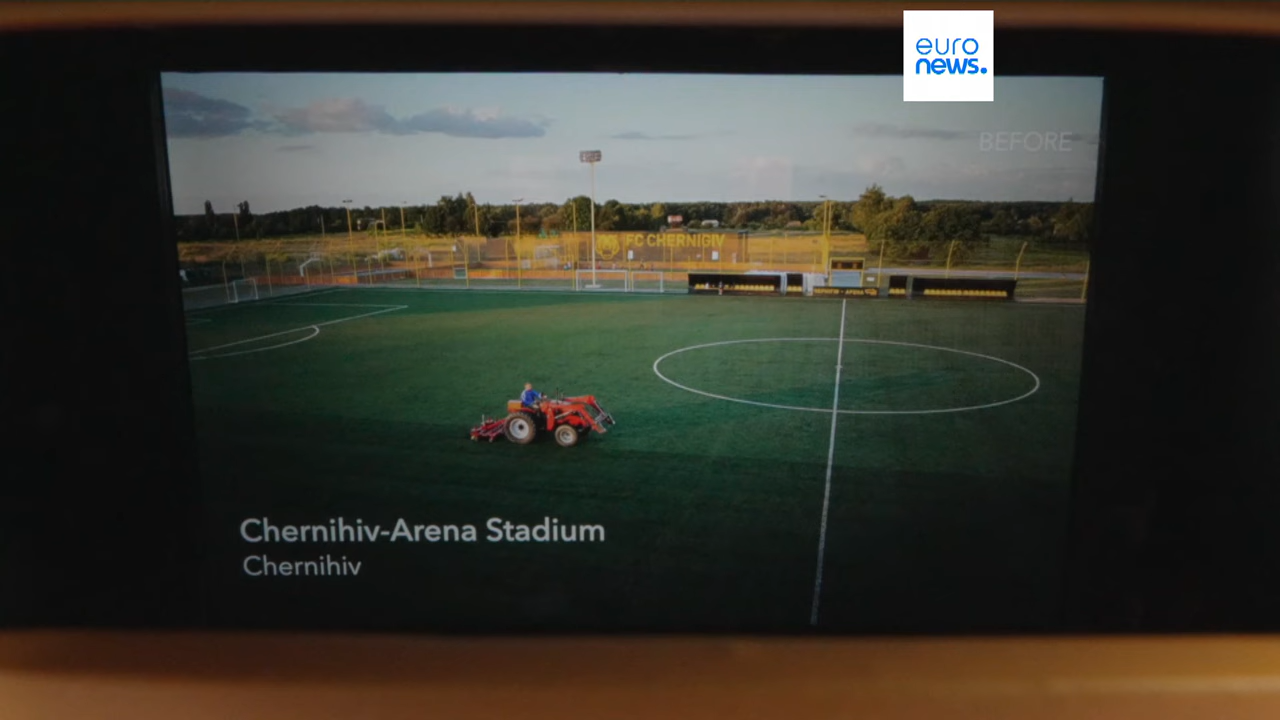 euro
news.
BEFORE
FC CHERNIGIV
Chernihiv-Arena Stadium
Chernihiv